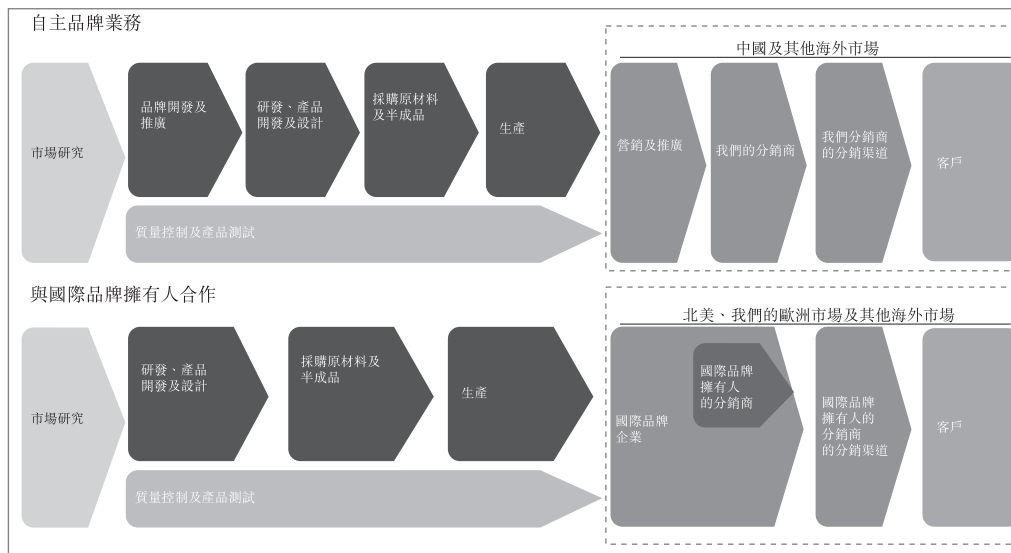 自主品牌業務
中國及其他海外市場
市場研究
品牌開發及
推廣
研發、產品
開發及設計
採購原材料
及半成品
生產
營銷及推廣
我們的分銷商
我們分銷商
的分銷渠道
客戶
質量控制及產品測試
與國際品牌擁有人合作
北美、我們的歐洲市場及其他海外市場
市場研究
研發、產品
開發及設計
採購原材料及
半成品
生產
國際品牌
企業
國際品牌
擁有人
的分銷商
國際品牌
擁有人的
分銷商
的分銷渠道
客戶
質量控制及產品測試